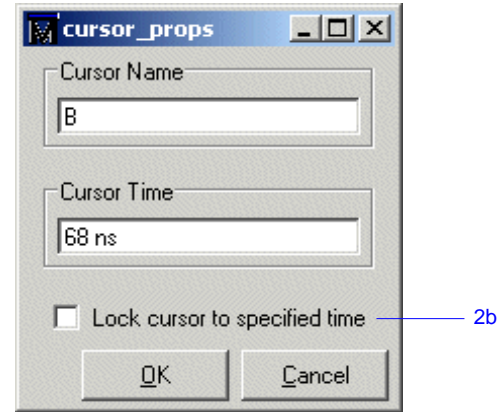 cursor_props
Cursor Name
B
Cursor Time
68 ns
Lock cursor to specified time
2b
OK
Cancel